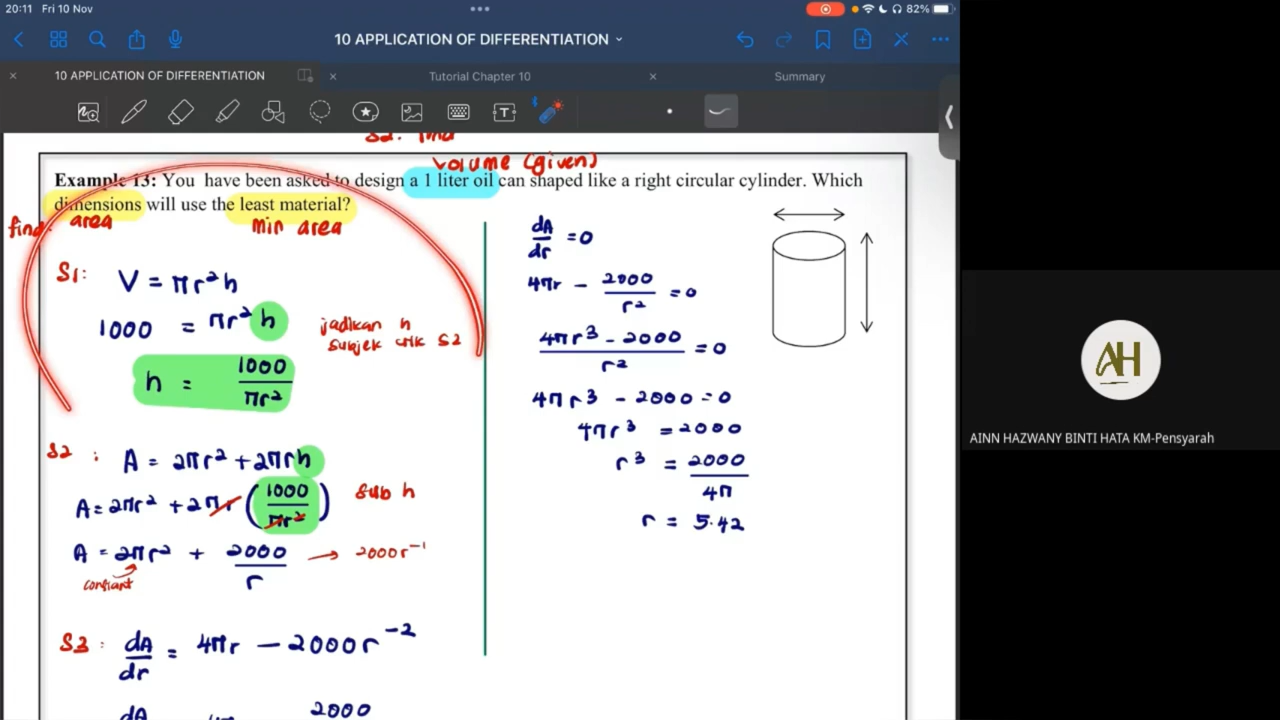 20:11 Fri 10 Nov
82%
10 APPLICATION OF DIFFERENTIATION
10 APPLICATION OF DIFFERENTIATION
Tutorial Chapter 10
Summary
volume (given)
Example 13: You have been asked to design a 1 liter oil can shaped like a right circular cylinder. Which
dimensions will use the least material?
find: area
min area
S1: V = πr²h
1000 = πr²h
jadikan h
subjek utk S2
h = 1000/πr²
S2 : A = 2πr² + 2πrh
A = 2πr² + 2πr (1000/πr²) sub h
A = 2πr² + 2000/r → 2000r⁻¹
constant
S3 : dA/dr = 4πr − 2000r⁻²
dA
2000
dA/dr = 0
4πr − 2000/r² = 0
4πr³ − 2000/r² = 0
4πr³ − 2000 = 0
4πr³ = 2000
r³ = 2000/4π
r = 5.42
AH
AINN HAZWANY BINTI HATA KM-Pensyarah